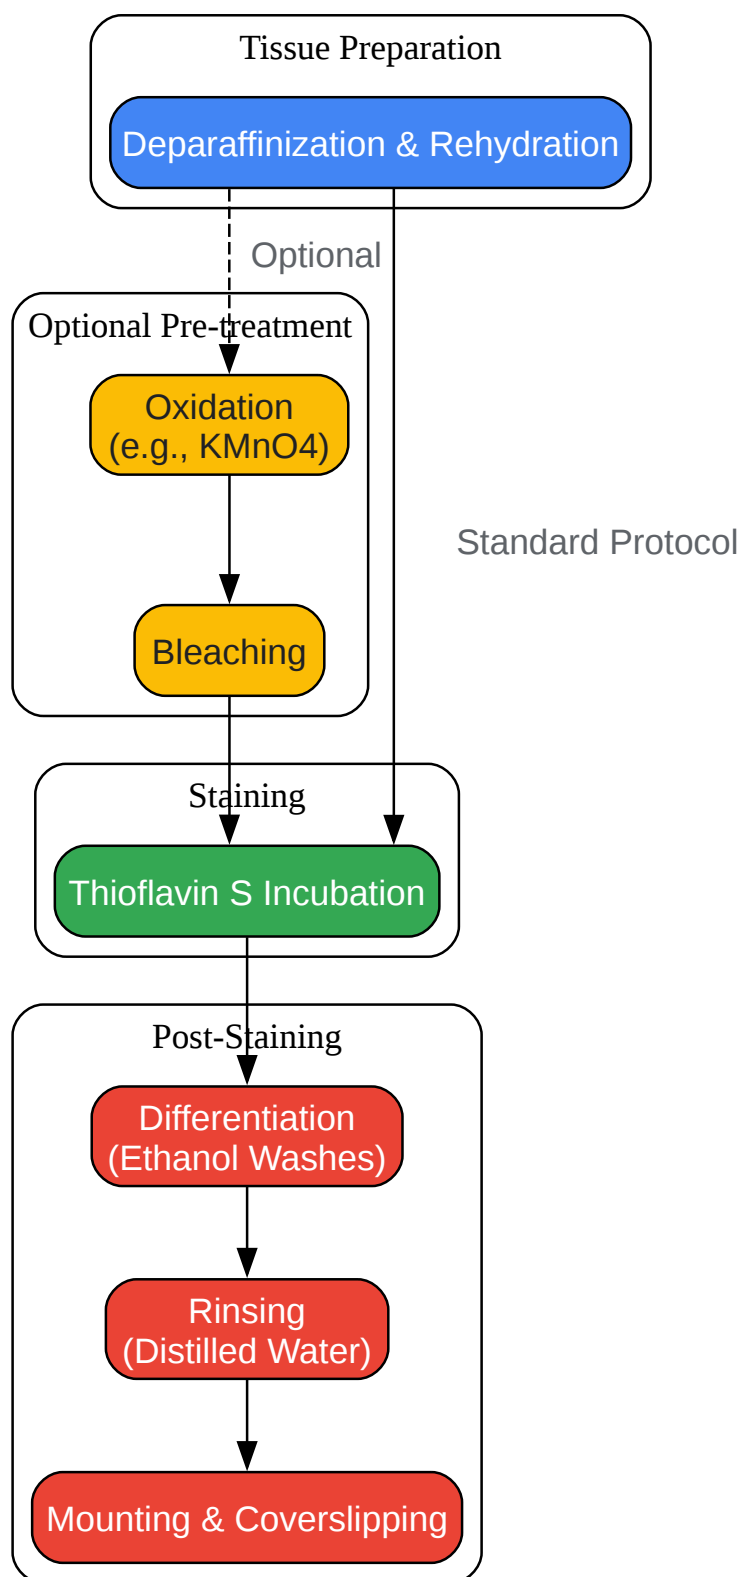 Tissue Preparation
Deparaffinization & Rehydration
Optional
Optional Pre-treatment
Oxidation
(e.g., KMnO4)
Standard Protocol
Bleaching
Staining
Thioflavin S Incubation
Post-Staining
Differentiation
(Ethanol Washes)
Rinsing
(Distilled Water)
Mounting & Coverslipping